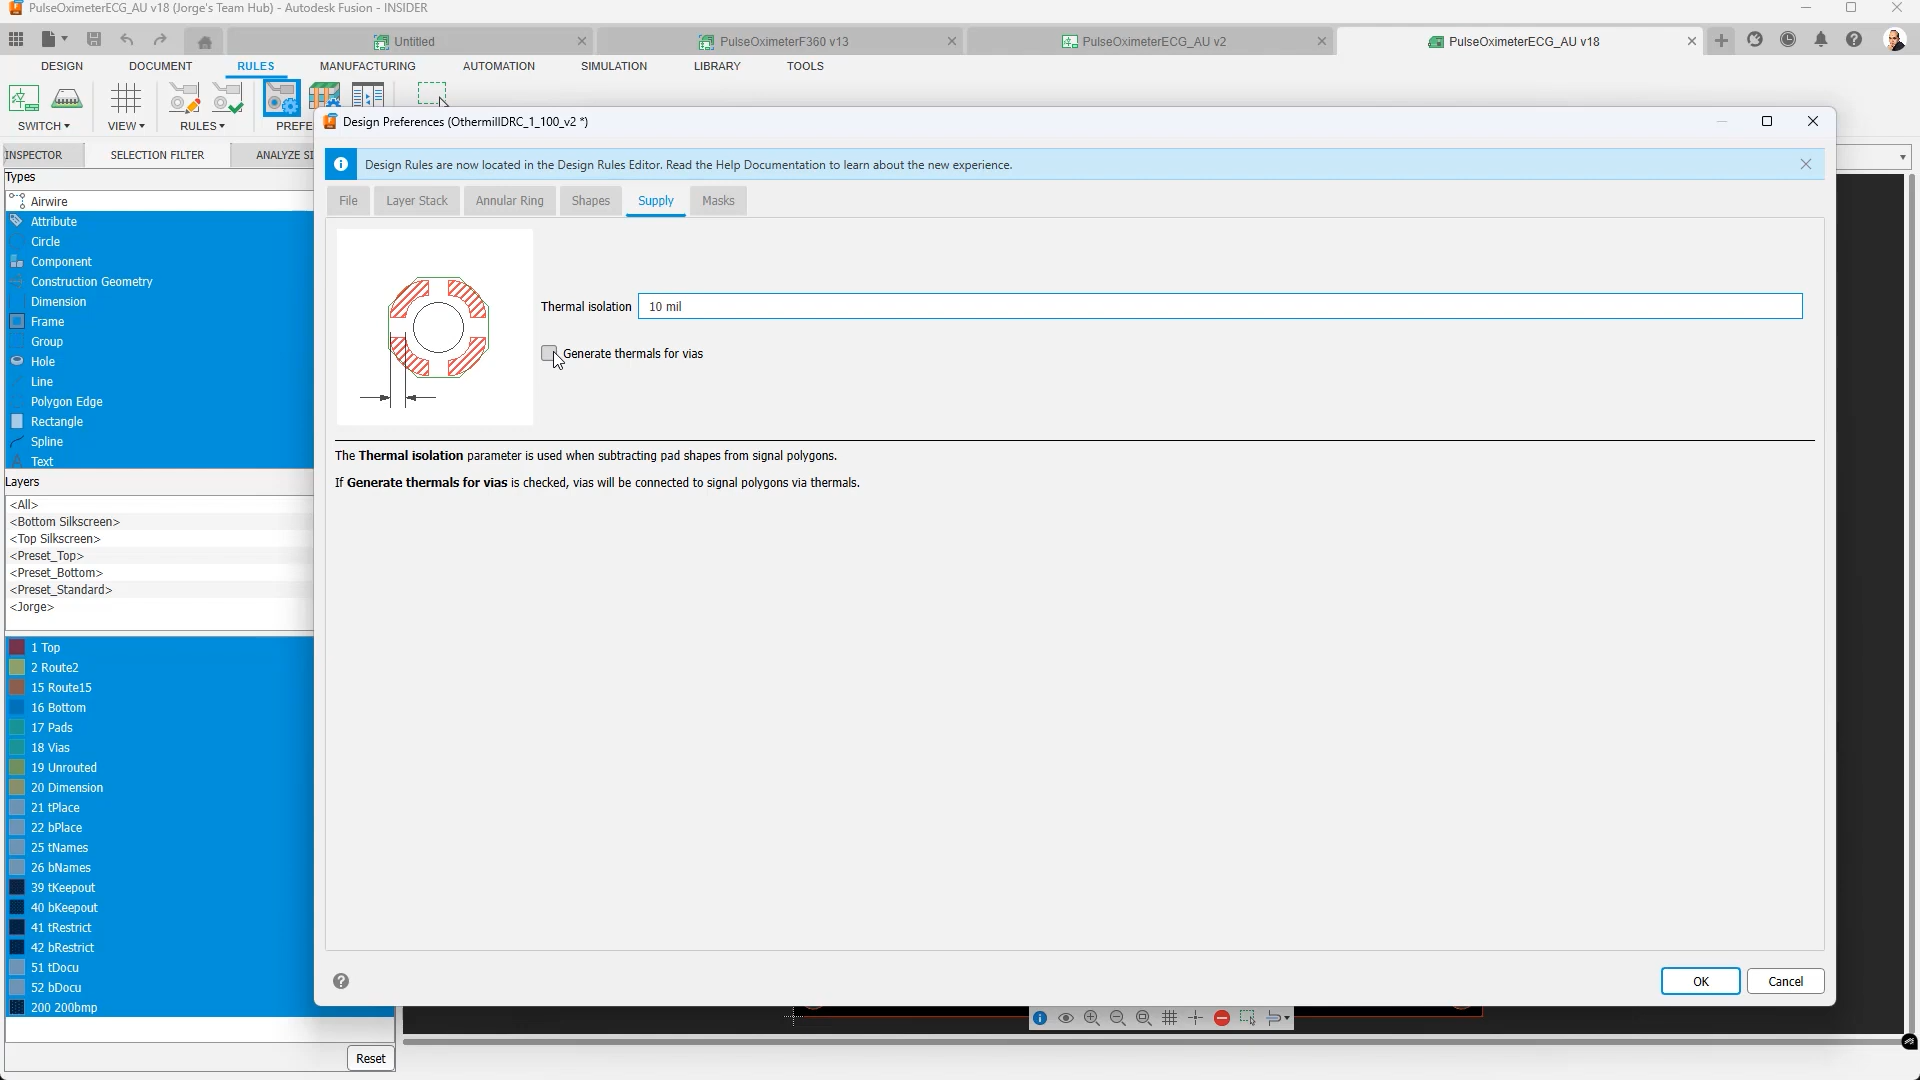 PulseOximeterECG_AU v18 (Jorge's Team Hub) - Autodesk Fusion - INSIDER
Untitled
PulseOximeterF360 v13
PulseOximeterECG_AU v2
PulseOximeterECG_AU v18
DESIGN
DOCUMENT
RULES
MANUFACTURING
AUTOMATION
SIMULATION
LIBRARY
TOOLS
SWITCH
VIEW
RULES
PREFE
INSPECTOR
SELECTION FILTER
ANALYZE SI
Types
Airwire
Attribute
Circle
Component
Construction Geometry
Dimension
Frame
Group
Hole
Line
Polygon Edge
Rectangle
Spline
Text
Layers
<All>
<Bottom Silkscreen>
<Top Silkscreen>
<Preset_Top>
<Preset_Bottom>
<Preset_Standard>
<Jorge>
1 Top
2 Route2
15 Route15
16 Bottom
17 Pads
18 Vias
19 Unrouted
20 Dimension
21 tPlace
22 bPlace
25 tNames
26 bNames
39 tKeepout
40 bKeepout
41 tRestrict
42 bRestrict
51 tDocu
52 bDocu
200 200bmp
Reset
Design Preferences (OthermillDRC_1_100_v2 *)
Design Rules are now located in the Design Rules Editor. Read the Help Documentation to learn about the new experience.
File
Layer Stack
Annular Ring
Shapes
Supply
Masks
Thermal isolation
10 mil
Generate thermals for vias
The Thermal isolation parameter is used when subtracting pad shapes from signal polygons.
If Generate thermals for vias is checked, vias will be connected to signal polygons via thermals.
OK
Cancel